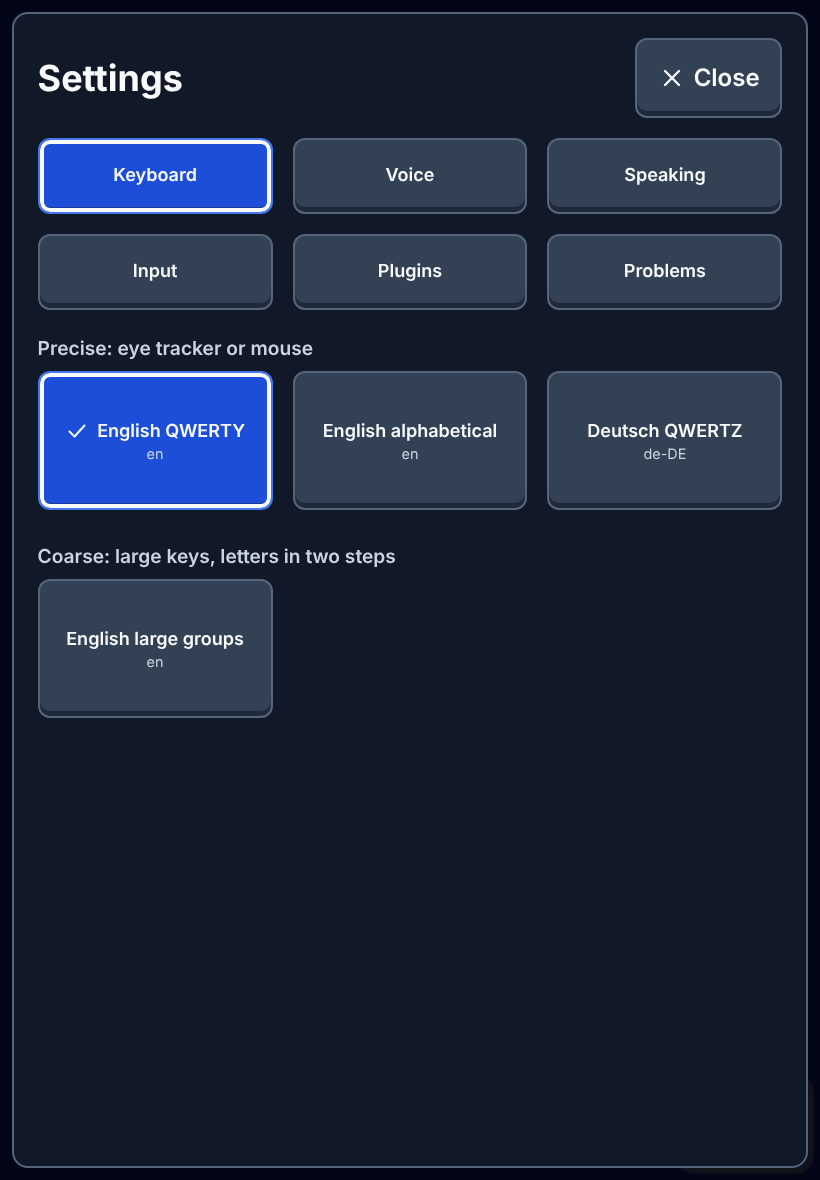 Settings
Close
Keyboard
Voice
Speaking
Input
Plugins
Problems
Precise: eye tracker or mouse
English QWERTY
en
English alphabetical
en
Deutsch QWERTZ
de-DE
Coarse: large keys, letters in two steps
English large groups
en